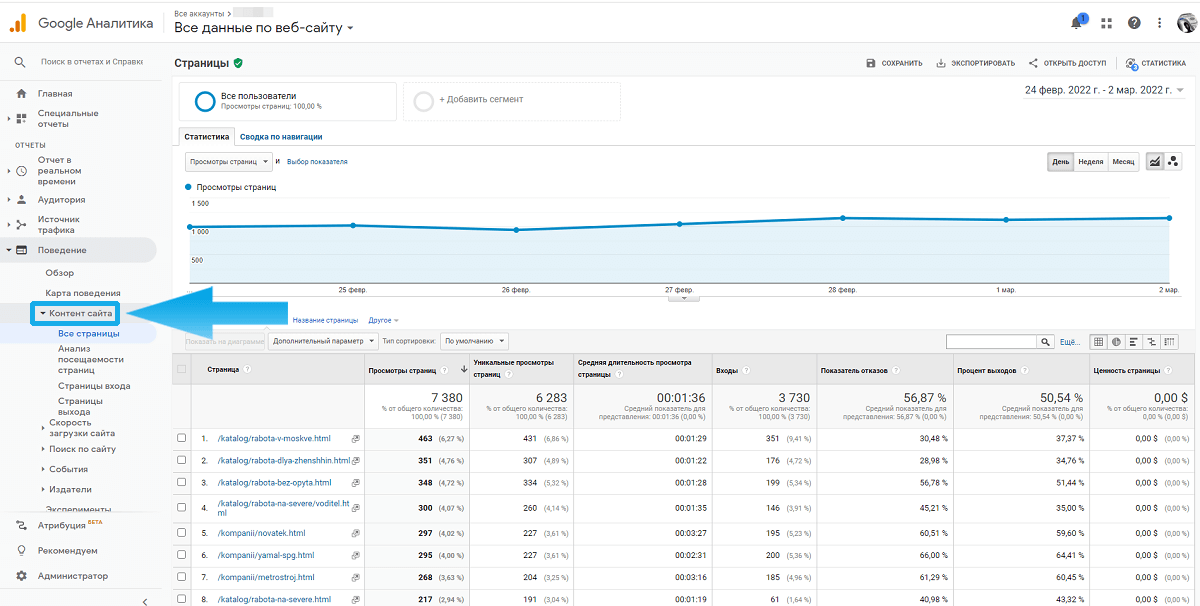 Google Аналитика
Все аккаунты >
Все данные по веб-сайту
1
Поиск в отчетах и Справке
Главная
Специальные
отчеты
ОТЧЕТЫ
Отчет в
реальном
времени
Аудитория
Источник
трафика
Поведение
Обзор
Карта поведения
Контент сайта
Все страницы
Анализ
посещаемости
страниц
Страницы входа
Страницы
выхода
Скорость
загрузки сайта
Поиск по сайту
События
Издатели
Эксперименты
Атрибуция BETA
Рекомендуем
Администратор
Страницы
СОХРАНИТЬ
ЭКСПОРТИРОВАТЬ
ОТКРЫТЬ ДОСТУП
3
СТАТИСТИКА
Все пользователи
Просмотры страниц: 100,00 %
+ Добавить сегмент
24 февр. 2022 г. - 2 мар. 2022 г.
Статистика
Сводка по навигации
Просмотры страниц
и
Выбор показателя
День
Неделя
Месяц
Просмотры страниц
1 500
1 000
500
...
25 февр.
26 февр.
27 февр.
28 февр.
1 мар.
2 мар.
Название страницы
Другое
Показать на диаграмме
Дополнительный параметр
Тип сортировки:
По умолчанию
Ещё...
Страница ?
Просмотры страниц ?
Уникальные просмотры
страниц ?
Средняя длительность просмотра
страницы ?
Входы ?
Показатель отказов ?
Процент выходов ?
Ценность страницы ?
7 380
% от общего количества:
100,00 % (7 380)
6 283
% от общего количества:
100,00 % (6 283)
00:01:36
Средний показатель для
представления: 00:01:36 (0,00 %)
3 730
% от общего количества:
100,00 % (3 730)
56,87 %
Средний показатель для
представления: 56,87 % (0,00 %)
50,54 %
Средний показатель для
представления: 50,54 % (0,00 %)
0,00 $
% от общего количества:
0,00 % (0,00 $)
1. /katalog/rabota-v-moskve.html 463 (6,27 %) 431 (6,86 %) 00:01:29 351 (9,41 %) 30,48 % 37,37 % 0,00 $ (0,00 %)
2. /katalog/rabota-dlya-zhenshhin.html 351 (4,76 %) 307 (4,89 %) 00:01:22 176 (4,72 %) 28,98 % 34,76 % 0,00 $ (0,00 %)
3. /katalog/rabota-bez-opyta.html 348 (4,72 %) 334 (5,32 %) 00:01:28 199 (5,34 %) 56,78 % 51,44 % 0,00 $ (0,00 %)
4. /katalog/rabota-na-severe/voditel.ht
ml 300 (4,07 %) 260 (4,14 %) 00:01:35 146 (3,91 %) 45,21 % 35,00 % 0,00 $ (0,00 %)
5. /kompanii/novatek.html 297 (4,02 %) 227 (3,61 %) 00:03:27 195 (5,23 %) 60,51 % 59,60 % 0,00 $ (0,00 %)
6. /kompanii/yamal-spg.html 295 (4,00 %) 227 (3,61 %) 00:02:31 200 (5,36 %) 66,00 % 64,41 % 0,00 $ (0,00 %)
7. /kompanii/metrostroj.html 268 (3,63 %) 204 (3,25 %) 00:03:16 185 (4,96 %) 61,29 % 60,45 % 0,00 $ (0,00 %)
8. /katalog/rabota-na-severe.html 217 (2,94 %) 191 (3,04 %) 00:01:19 61 (1,64 %) 40,98 % 43,32 % 0,00 $ (0,00 %)